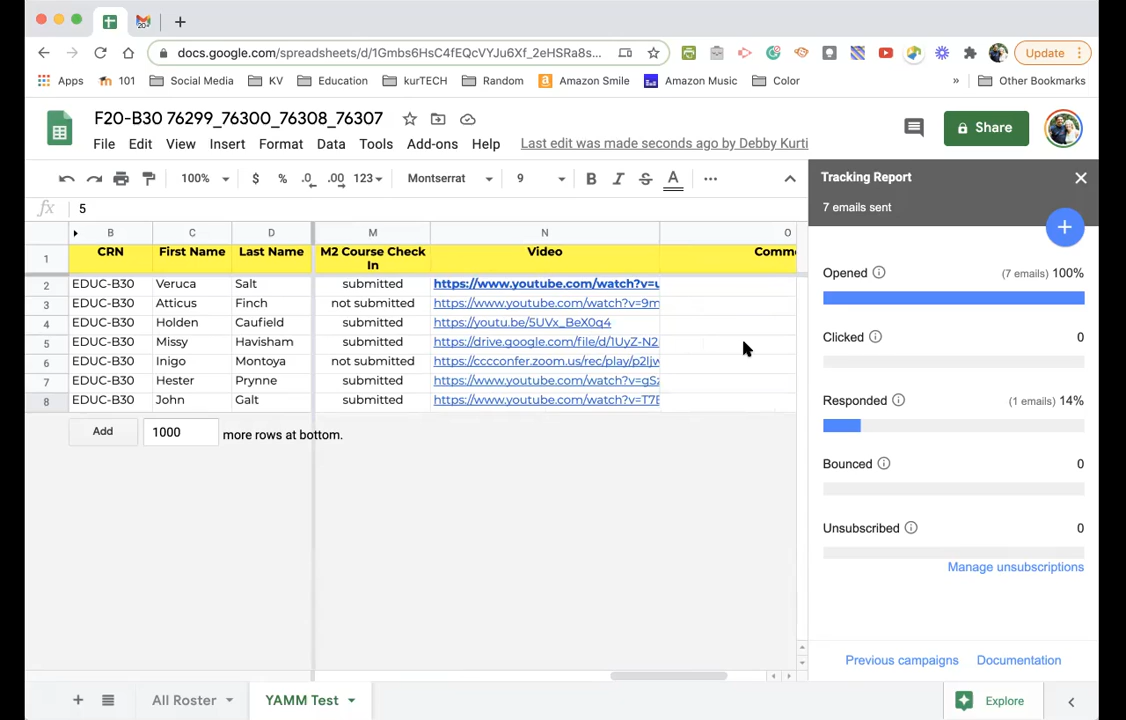 20
docs.google.com/spreadsheets/d/1Gmbs6HsC4fEQcVYJu6Xf_2eHSRa8s...
Update
Apps
101
Social Media
KV
Education
kurTECH
Random
Amazon Smile
Amazon Music
Color
»
Other Bookmarks
F20-B30 76299_76300_76308_76307
Share
File Edit View Insert Format Data Tools Add-ons Help
Last edit was made seconds ago by Debby Kurti
100% $ % .0 .00 123 Montserrat 9 B I S A
fx 5
B C D M N O
1 CRN First Name Last Name M2 Course Check In Video Comme
2 EDUC-B30 Veruca Salt submitted https://www.youtube.com/watch?v=u
3 EDUC-B30 Atticus Finch not submitted https://www.youtube.com/watch?v=9m
4 EDUC-B30 Holden Caufield submitted https://youtu.be/5UVx_BeX0q4
5 EDUC-B30 Missy Havisham submitted https://drive.google.com/file/d/1UyZ-N2
6 EDUC-B30 Inigo Montoya not submitted https://cccconfer.zoom.us/rec/play/p2ljw
7 EDUC-B30 Hester Prynne submitted https://www.youtube.com/watch?v=gSz
8 EDUC-B30 John Galt submitted https://www.youtube.com/watch?v=T7E
Add 1000 more rows at bottom.
Tracking Report
7 emails sent
Opened (7 emails) 100%
Clicked 0
Responded (1 emails) 14%
Bounced 0
Unsubscribed 0
Manage unsubscriptions
Previous campaigns Documentation
All Roster YAMM Test
Explore